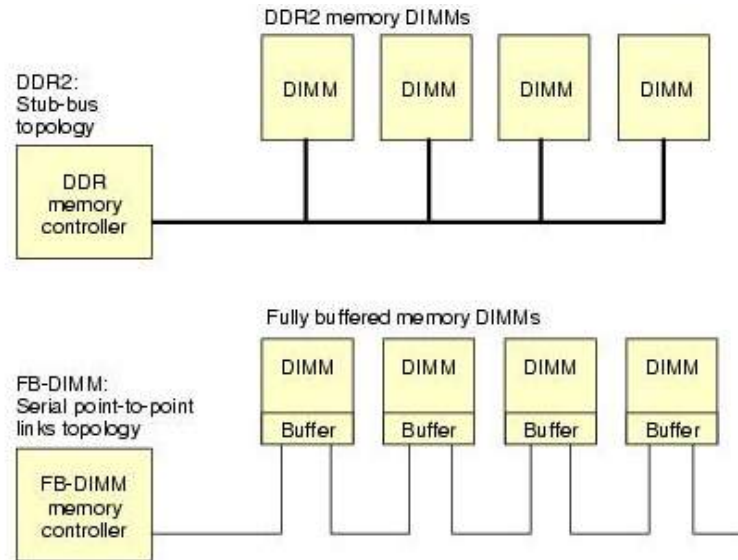 DDR2 memory DIMMs
DIMM
DIMM
DIMM
DIMM
DDR2:
Stub-bus
topology
DDR
memory
controller
Fully buffered memory DIMMs
DIMM
DIMM
DIMM
DIMM
Buffer
Buffer
Buffer
Buffer
FB-DIMM:
Serial point-to-point
links topology
FB-DIMM
memory
controller